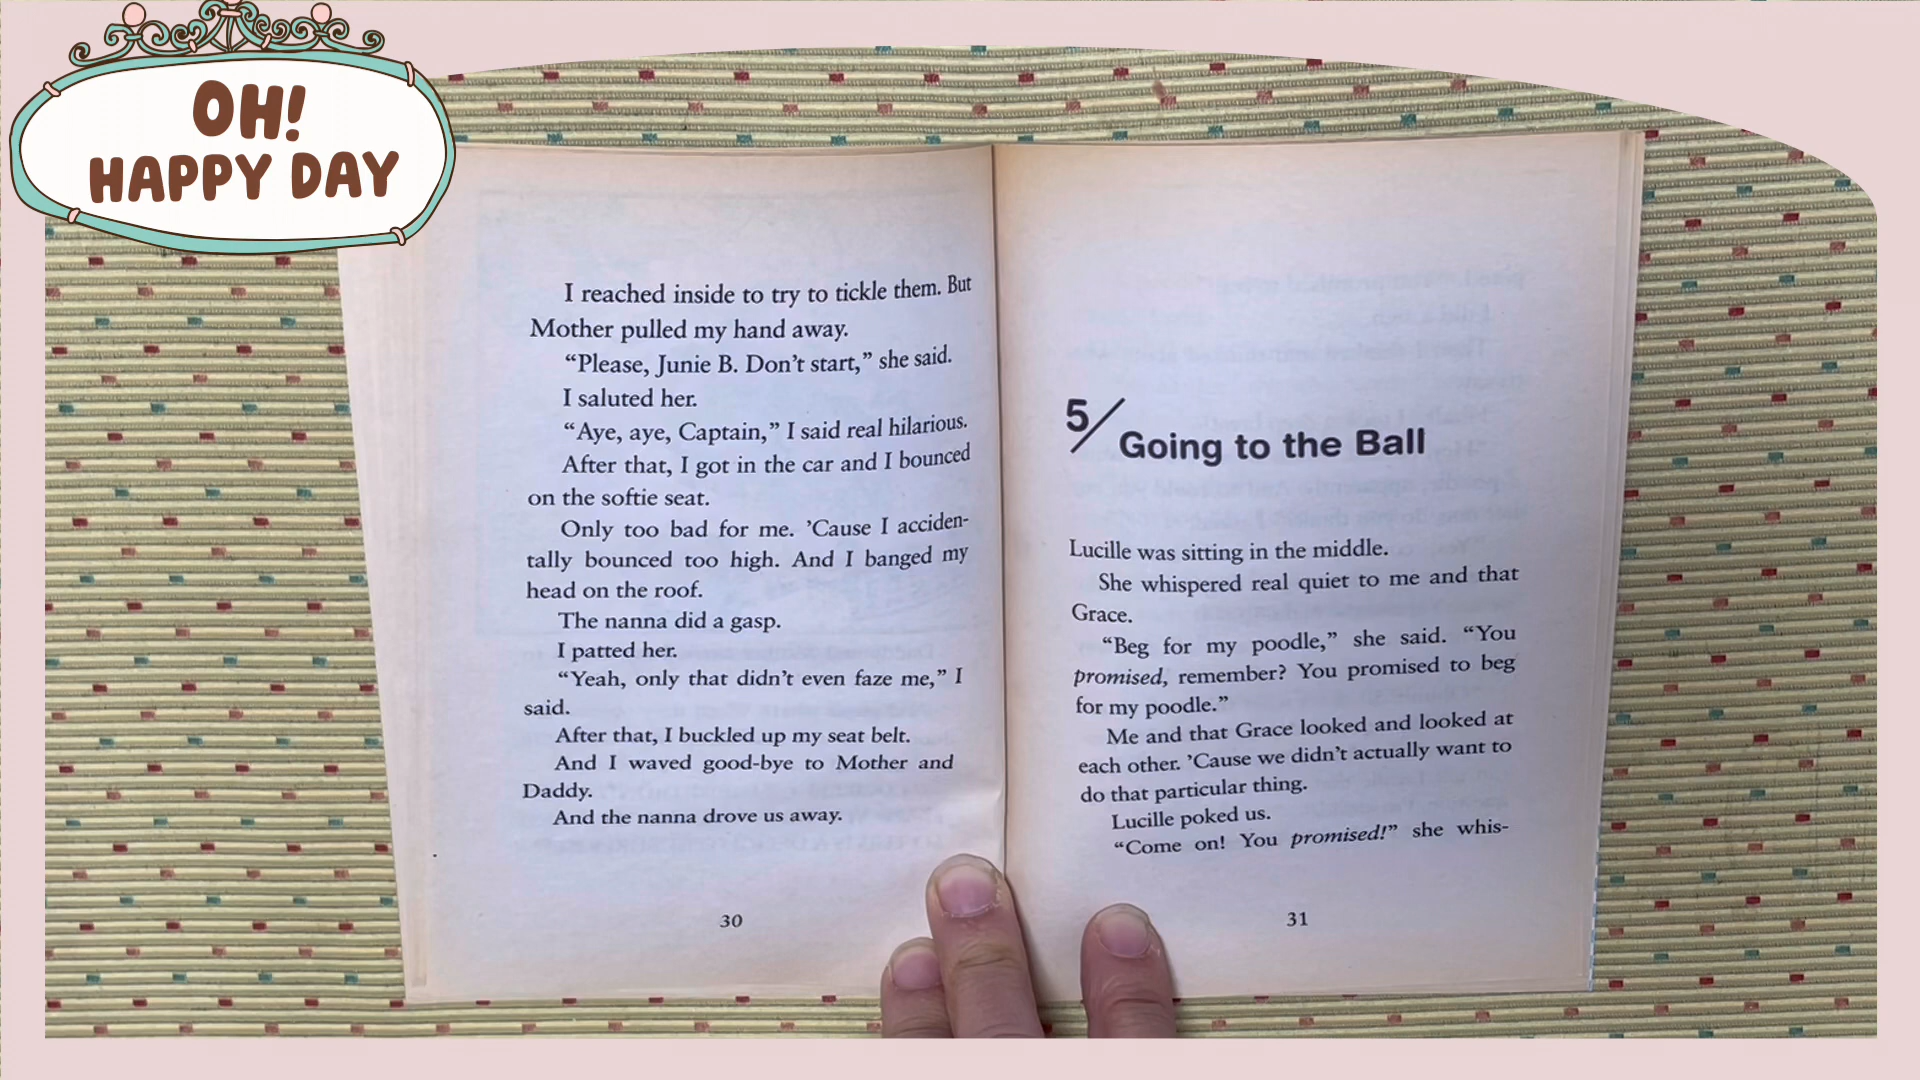 OH!
HAPPY DAY
I reached inside to try to tickle them. But
Mother pulled my hand away.
“Please, Junie B. Don’t start,” she said.
I saluted her.
“Aye, aye, Captain,” I said real hilarious.
After that, I got in the car and I bounced
on the softie seat.
Only too bad for me. ’Cause I acciden-
tally bounced too high. And I banged my
head on the roof.
The nanna did a gasp.
I patted her.
“Yeah, only that didn’t even faze me,” I
said.
After that, I buckled up my seat belt.
And I waved good-bye to Mother and
Daddy.
And the nanna drove us away.
30
5/
Going to the Ball
Lucille was sitting in the middle.
She whispered real quiet to me and that
Grace.
“Beg for my poodle,” she said. “You
promised, remember? You promised to beg
for my poodle.”
Me and that Grace looked and looked at
each other. ’Cause we didn’t actually want to
do that particular thing.
Lucille poked us.
“Come on! You promised!” she whis-
31